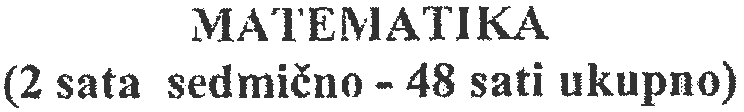 MATEMATIKA
(2 sata sedmično - 48 sati ukupno)